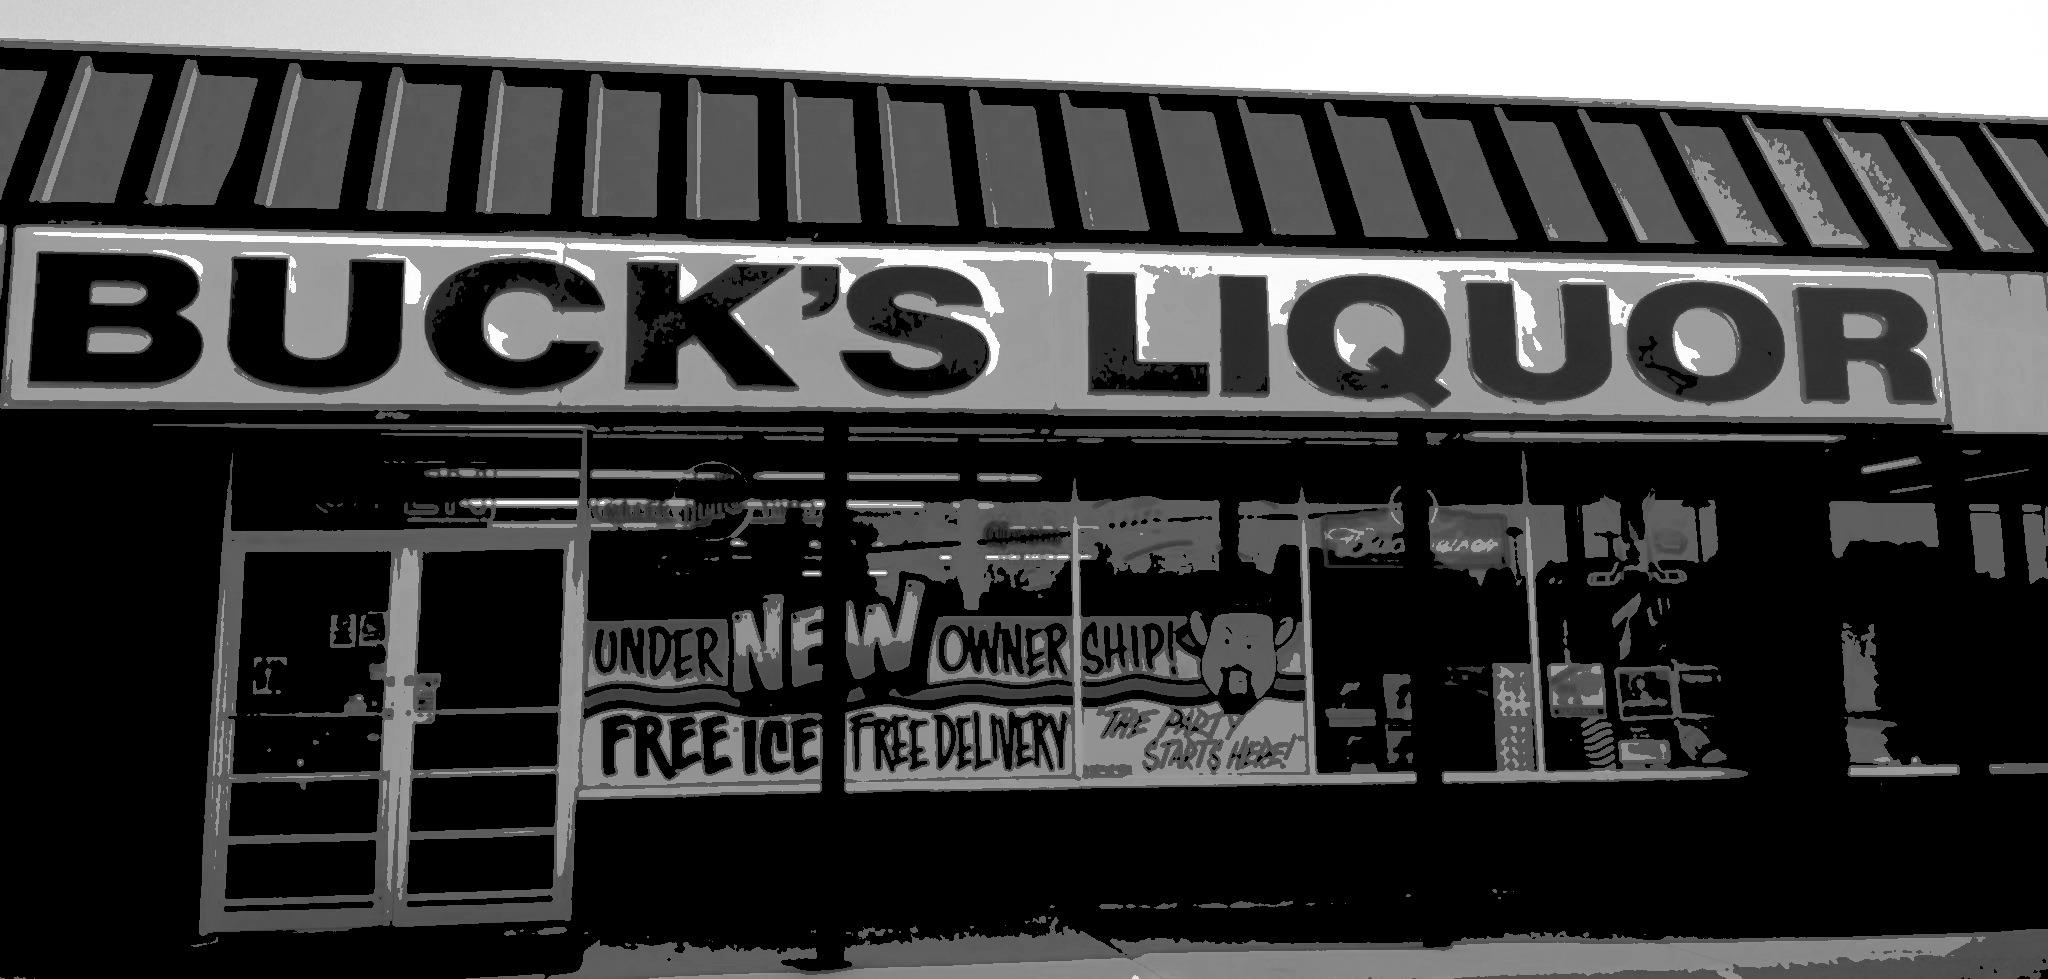 BUCK'S LIQUOR
UNDER NEW OWNERSHIP!
FREE ICE FREE DELIVERY
"THE PARTY
STARTS HERE!"